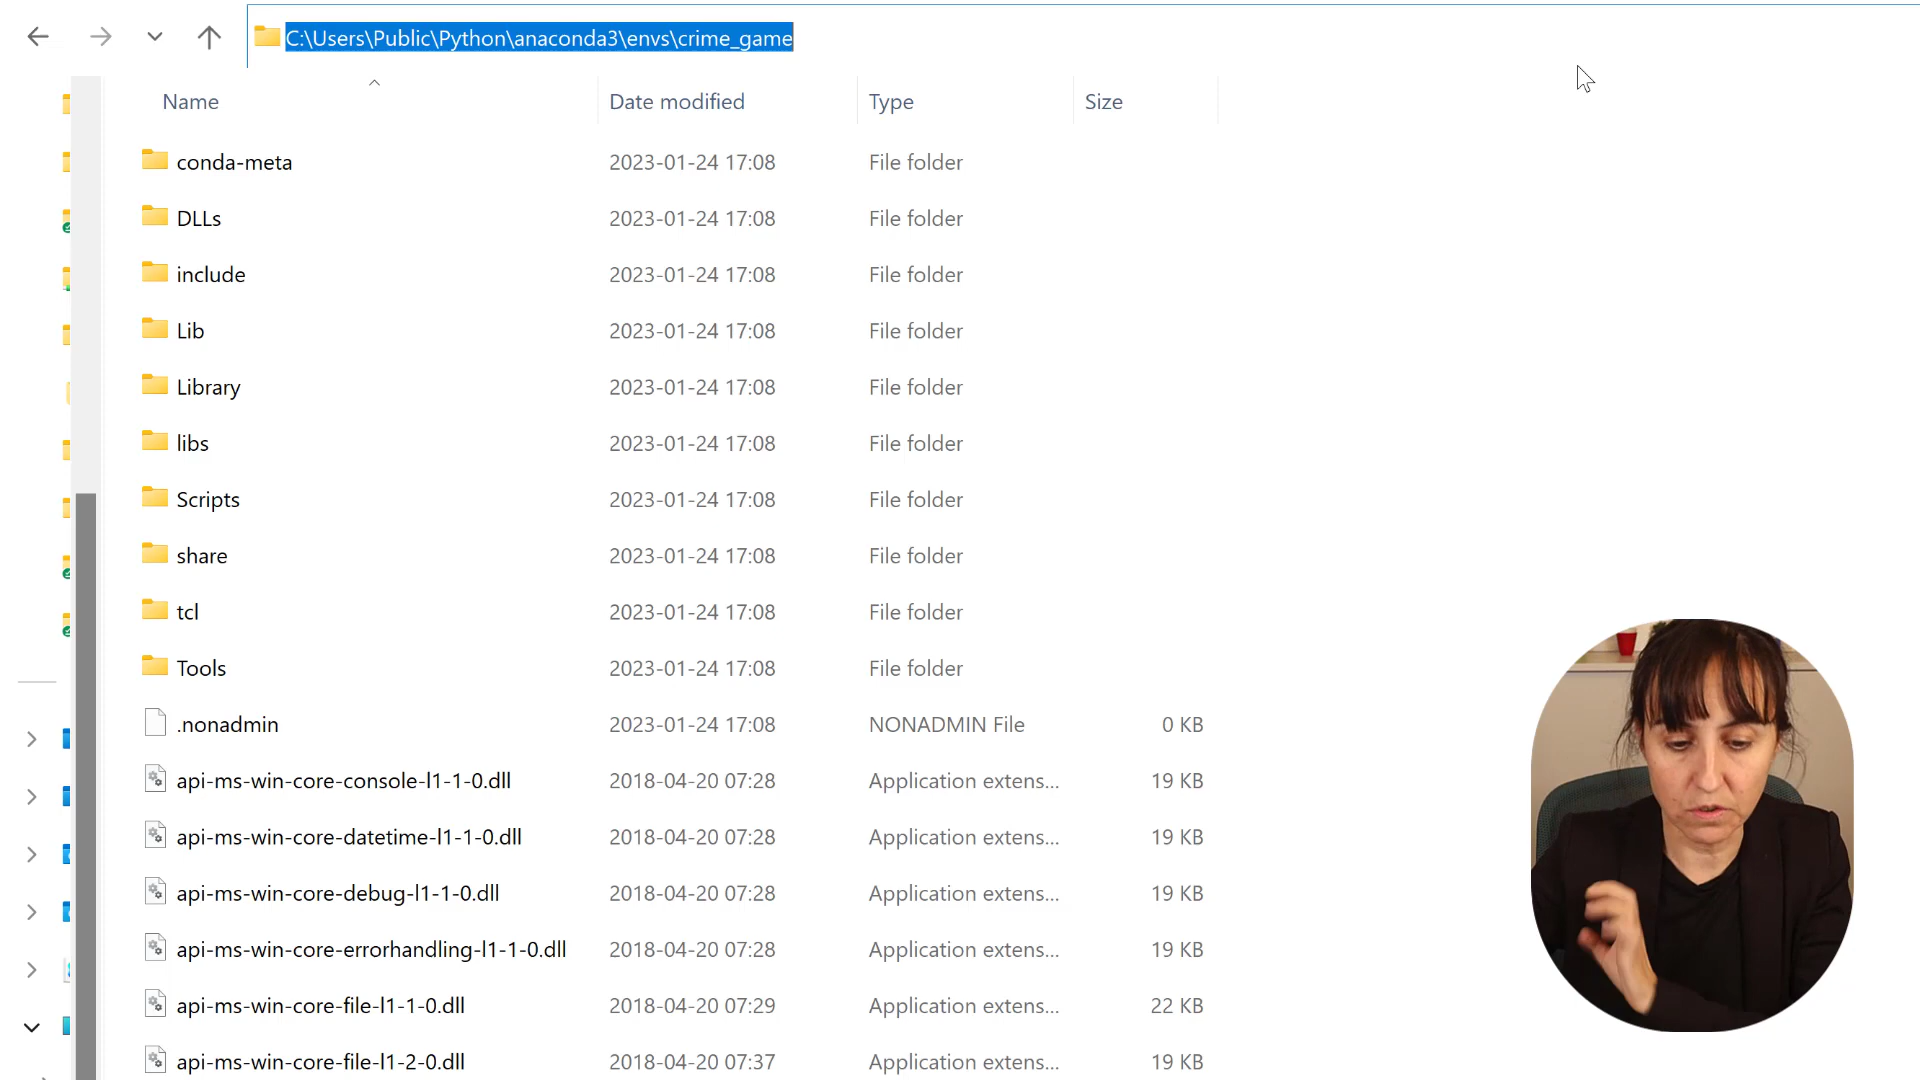 C:\Users\Public\Python\anaconda3\envs\crime_game
Name Date modified Type Size
conda-meta 2023-01-24 17:08 File folder
DLLs 2023-01-24 17:08 File folder
include 2023-01-24 17:08 File folder
Lib 2023-01-24 17:08 File folder
Library 2023-01-24 17:08 File folder
libs 2023-01-24 17:08 File folder
Scripts 2023-01-24 17:08 File folder
share 2023-01-24 17:08 File folder
tcl 2023-01-24 17:08 File folder
Tools 2023-01-24 17:08 File folder
.nonadmin 2023-01-24 17:08 NONADMIN File 0 KB
api-ms-win-core-console-l1-1-0.dll 2018-04-20 07:28 Application extens... 19 KB
api-ms-win-core-datetime-l1-1-0.dll 2018-04-20 07:28 Application extens... 19 KB
api-ms-win-core-debug-l1-1-0.dll 2018-04-20 07:28 Application extens... 19 KB
api-ms-win-core-errorhandling-l1-1-0.dll 2018-04-20 07:28 Application extens... 19 KB
api-ms-win-core-file-l1-1-0.dll 2018-04-20 07:29 Application extens... 22 KB
api-ms-win-core-file-l1-2-0.dll 2018-04-20 07:37 Application extens... 19 KB